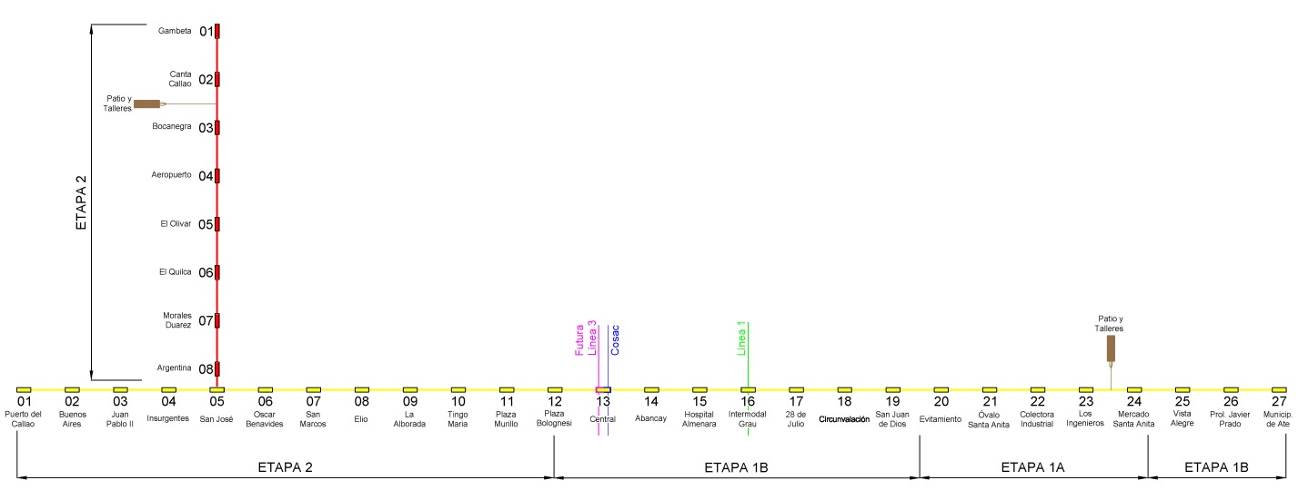 Gambeta
01
Canta
Callao
02
Patio y
Talleres
Bocanegra
03
Aeropuerto
04
ETAPA 2
El Olivar
05
El Quilca
06
Morales
Duarez
07
Argentina
08
Futura
Linea 3
Cosac
Linea 1
Patio y
Talleres
01
Puerto del
Callao
02
Buenos
Aires
03
Juan
Pablo II
04
Insurgentes
05
San José
06
Oscar
Benavides
07
San
Marcos
08
Elio
09
La
Alborada
10
Tingo
Maria
11
Plaza
Murillo
12
Plaza
Bolognesi
13
Central
14
Abancay
15
Hospital
Almenara
16
Intermodal
Grau
17
28 de
Julio
18
Circunvalación
19
San Juan
de Dios
20
Evitamiento
21
Óvalo
Santa Anita
22
Colectora
Industrial
23
Los
Ingenieros
24
Mercado
Santa Anita
25
Vista
Alegre
26
Prol. Javier
Prado
27
Municip.
de Ate
ETAPA 2
ETAPA 1B
ETAPA 1A
ETAPA 1B